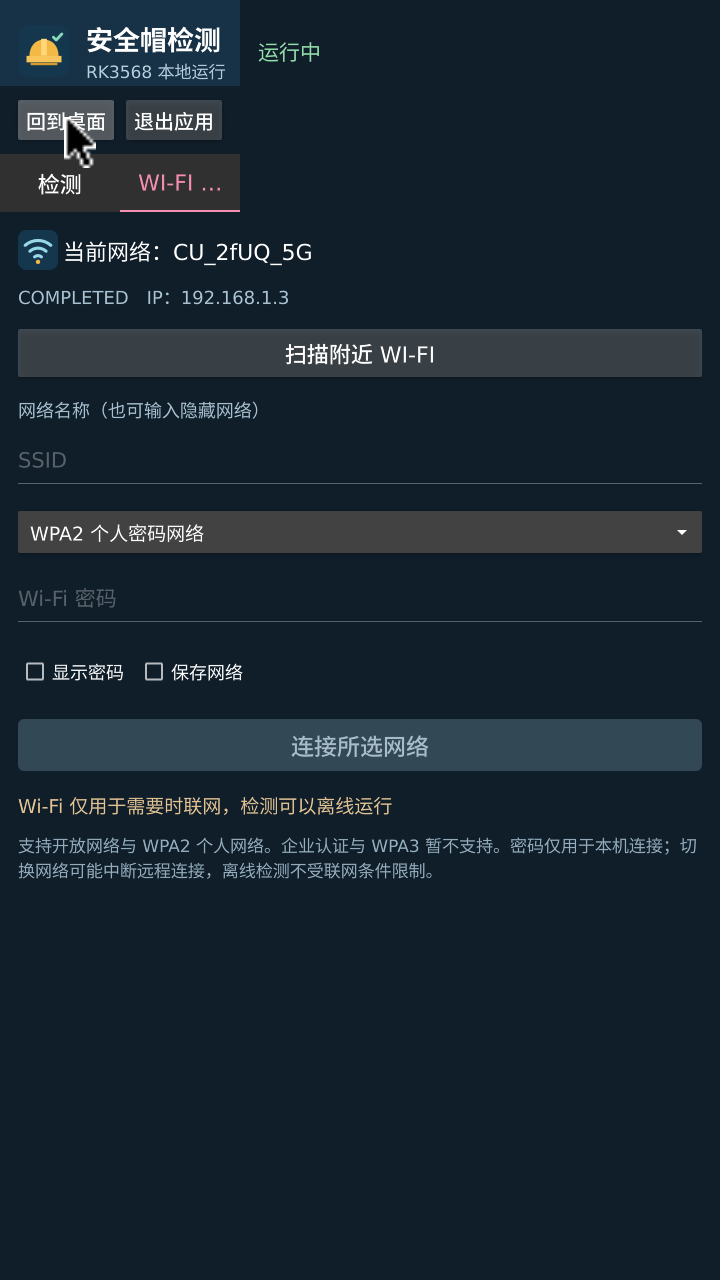 安全帽检测
RK3568 本地运行
运行中
回到桌面
退出应用
检测
WI-FI ...
当前网络：CU_2fUQ_5G
COMPLETED IP：192.168.1.3
扫描附近 WI-FI
网络名称（也可输入隐藏网络）
SSID
WPA2 个人密码网络
Wi-Fi 密码
显示密码
保存网络
连接所选网络
Wi-Fi 仅用于需要时联网，检测可以离线运行
支持开放网络与 WPA2 个人网络。企业认证与 WPA3 暂不支持。密码仅用于本机连接；切
换网络可能中断远程连接，离线检测不受联网条件限制。